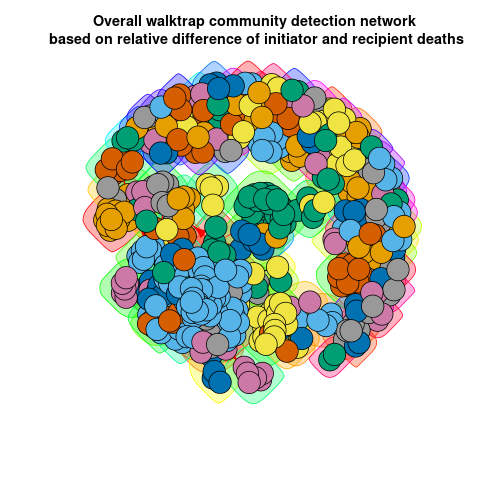 Overall walktrap community detection network
based on relative difference of initiator and recipient deaths